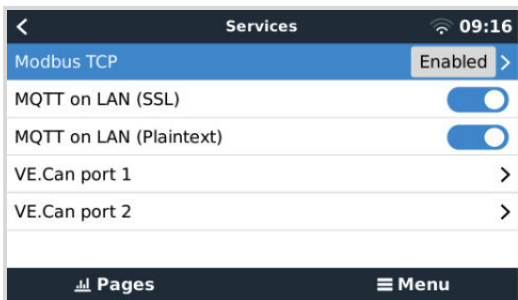 Services 09:16
Modbus TCP Enabled
MQTT on LAN (SSL)
MQTT on LAN (Plaintext)
VE.Can port 1
VE.Can port 2
Pages Menu